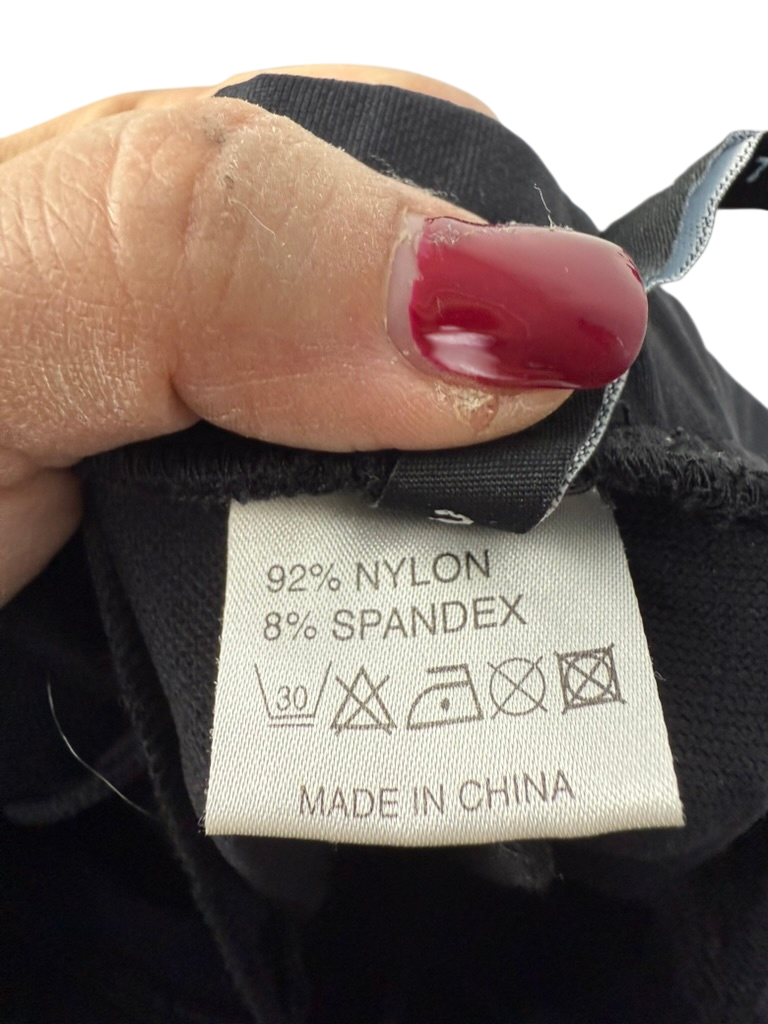 92% NYLON
8% SPANDEX
30
MADE IN CHINA